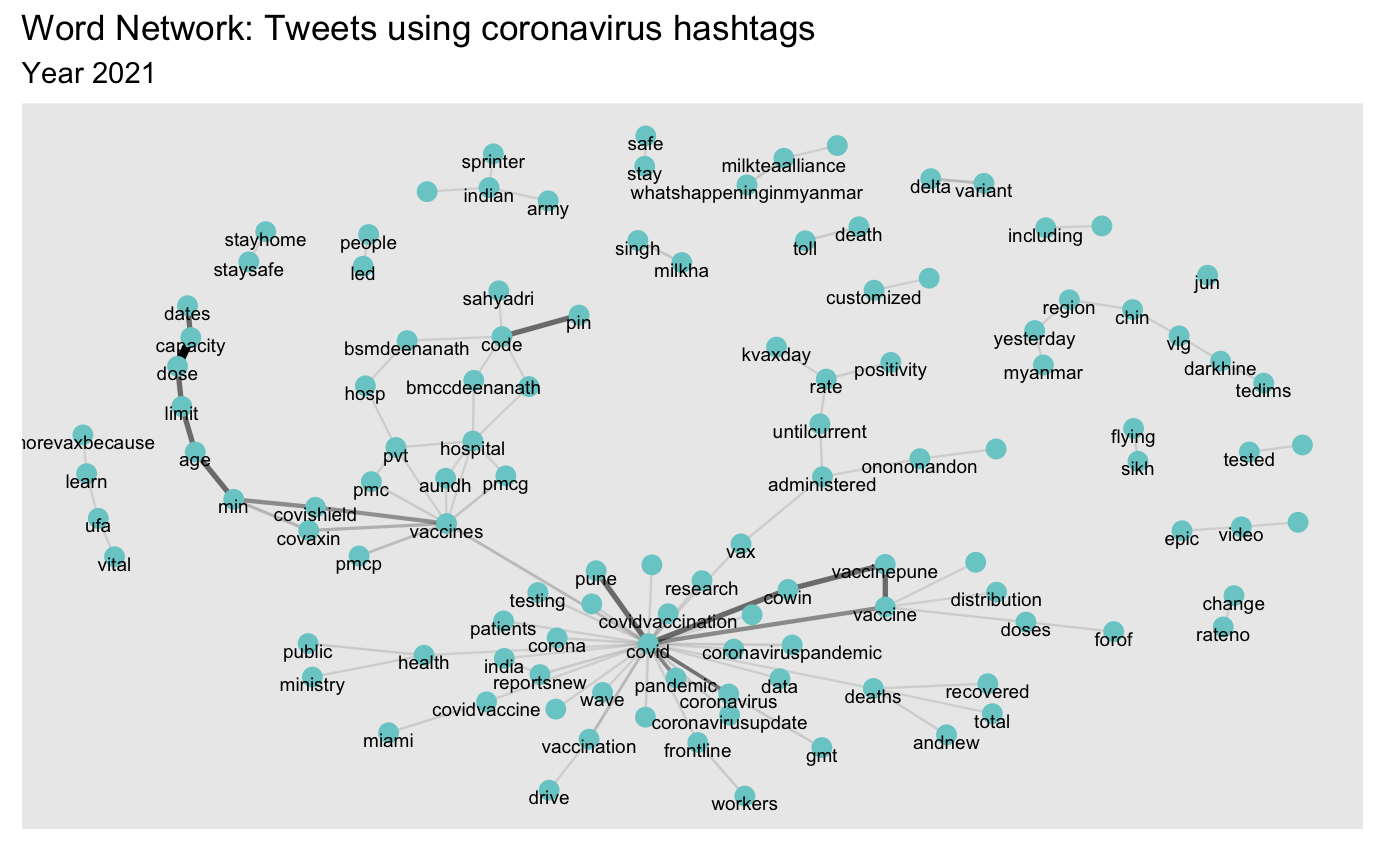 Word Network: Tweets using coronavirus hashtags
Year 2021
safe
sprinter
milkteaalliance
stay
delta
variant
indian
whatshappeninginmyanmar
army
stayhome
people
singh
toll
death
including
staysafe
led
milkha
jun
dates
sahyadri
customized
region
pin
chin
capacity
bsmdeenanath
code
yesterday
vlg
kvaxday
dose
hosp
bmccdeenanath
rate
positivity
myanmar
darkhine
tedims
limit
untilcurrent
flying
norevaxbecause
age
pvt
hospital
ononononandon
sikh
tested
learn
pmc
aundh
pmcg
administered
min
covishield
ufa
covaxin
vaccines
epic
video
vital
pmcp
vax
pune
research
vaccinepune
testing
cowin
distribution
change
covidvaccination
vaccine
patients
corona
doses
forof
rateno
public
health
india
covid
coronaviruspandemic
ministry
reportsnew
pandemic
data
deaths
recovered
covidvaccine
wave
coronavirus
coronavirusupdate
total
miami
vaccination
frontline
gmt
andnew
drive
workers